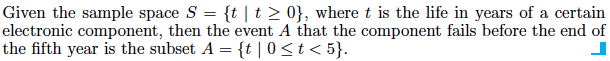 Given the sample space S = {t | t ≥ 0}, where t is the life in years of a certain
electronic component, then the event A that the component fails before the end of
the fifth year is the subset A = {t | 0 ≤ t < 5}.